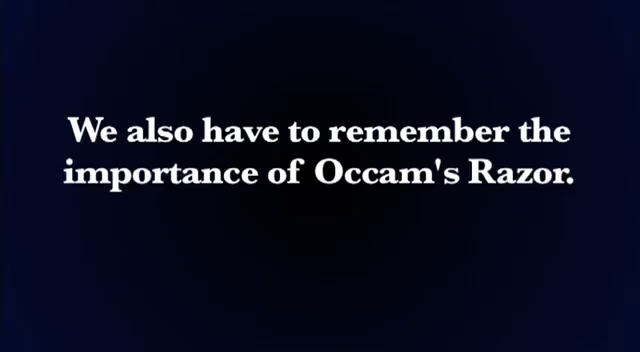 We also have to remember the
importance of Occam's Razor.